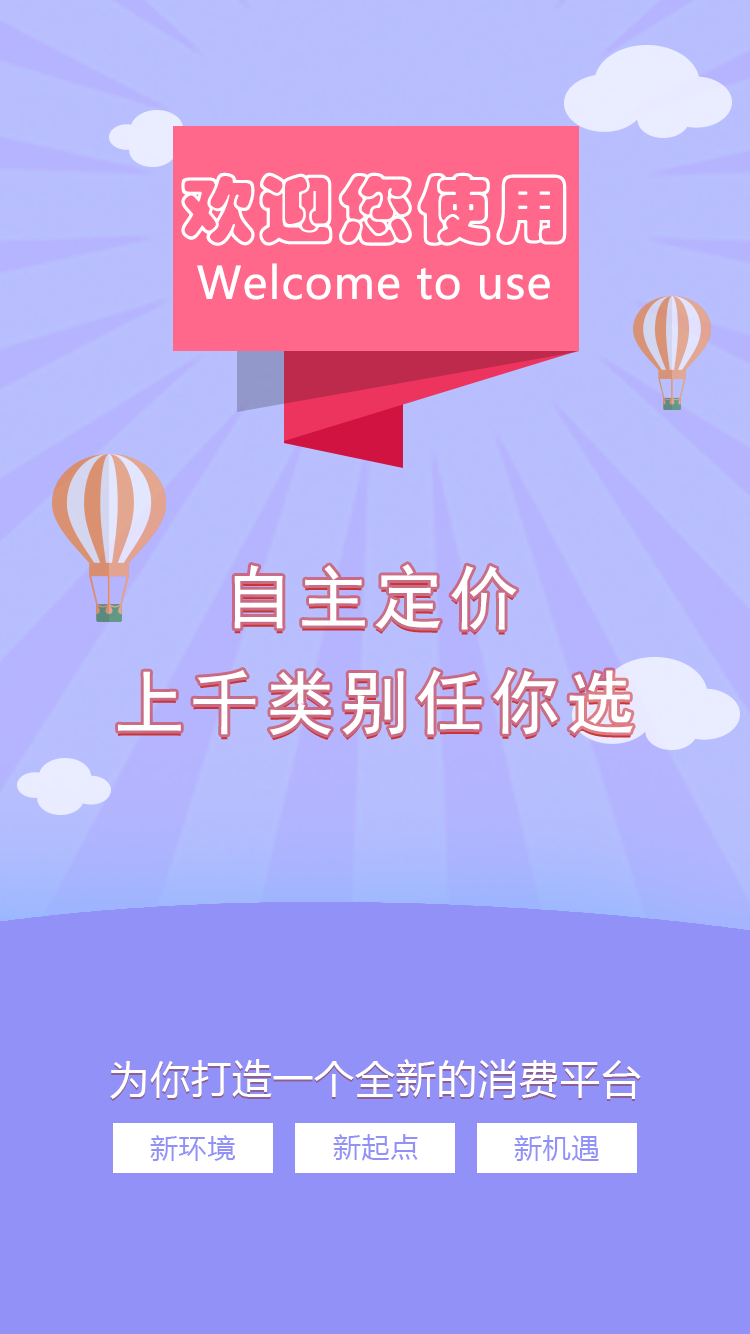 欢迎您使用
Welcome to use
自主定价
上千类别任你选
为你打造一个全新的消费平台
新环境 新起点 新机遇